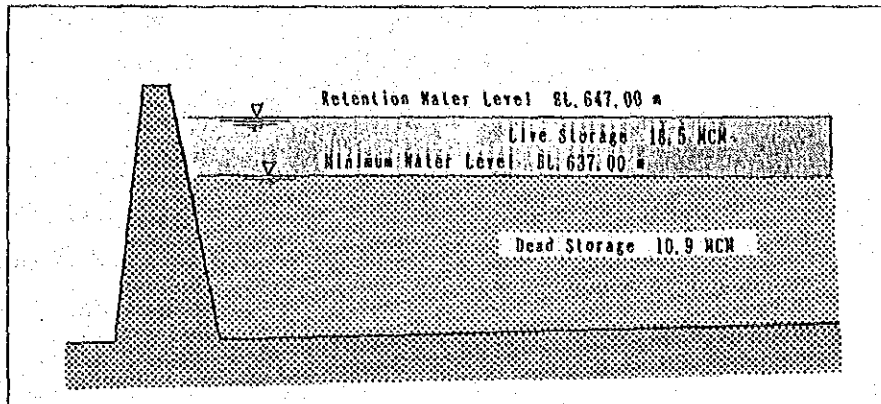 Retention Water Level EL.647.00 m
Live Storage 18.5 MCM
Minimum Water Level EL.637.00 m
Dead Storage 10.9 MCM